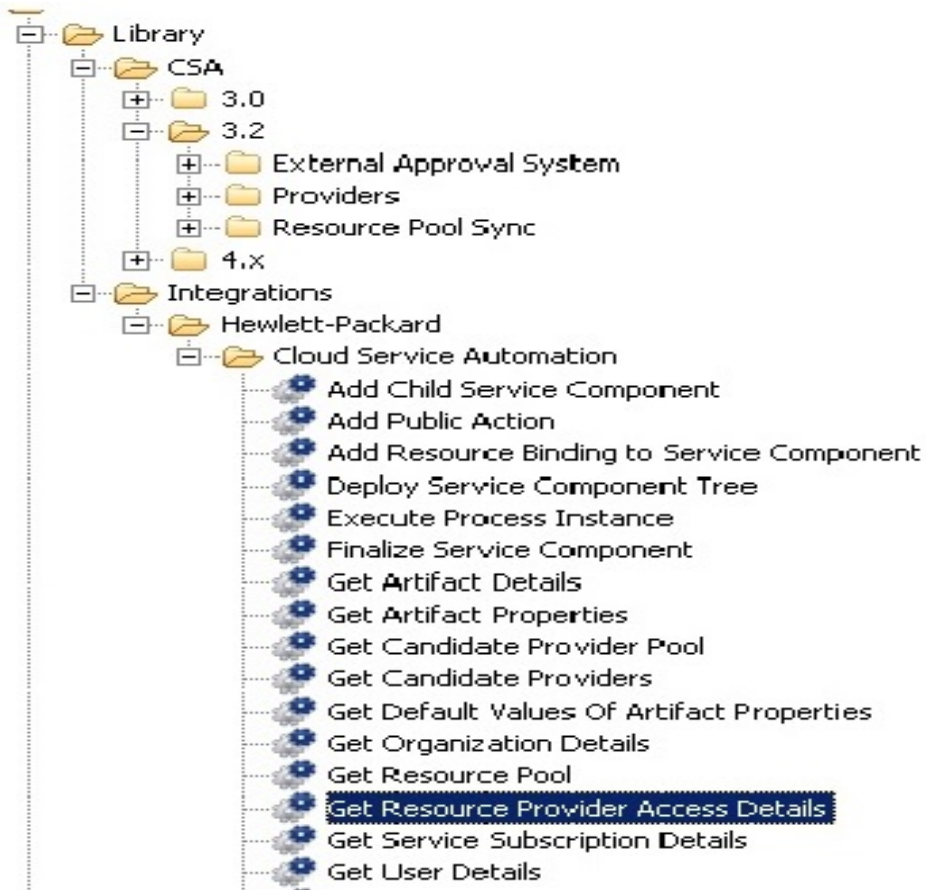 Library
CSA
3.0
3.2
External Approval System
Providers
Resource Pool Sync
4.x
Integrations
Hewlett-Packard
Cloud Service Automation
Add Child Service Component
Add Public Action
Add Resource Binding to Service Component
Deploy Service Component Tree
Execute Process Instance
Finalize Service Component
Get Artifact Details
Get Artifact Properties
Get Candidate Provider Pool
Get Candidate Providers
Get Default Values Of Artifact Properties
Get Organization Details
Get Resource Pool
Get Resource Provider Access Details
Get Service Subscription Details
Get User Details